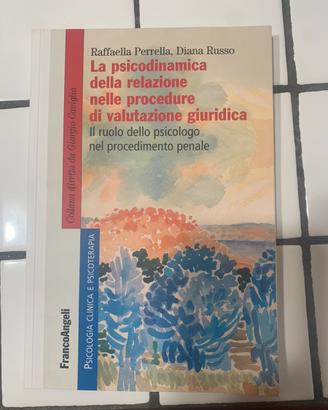 Raffaella Perrella, Diana Russo
La psicodinamica
della relazione
nelle procedure
di valutazione giuridica
Il ruolo dello psicologo
nel procedimento penale
Collana diretta da Giorgio Caviglia
PSICOLOGIA CLINICA E PSICOTERAPIA
FrancoAngeli